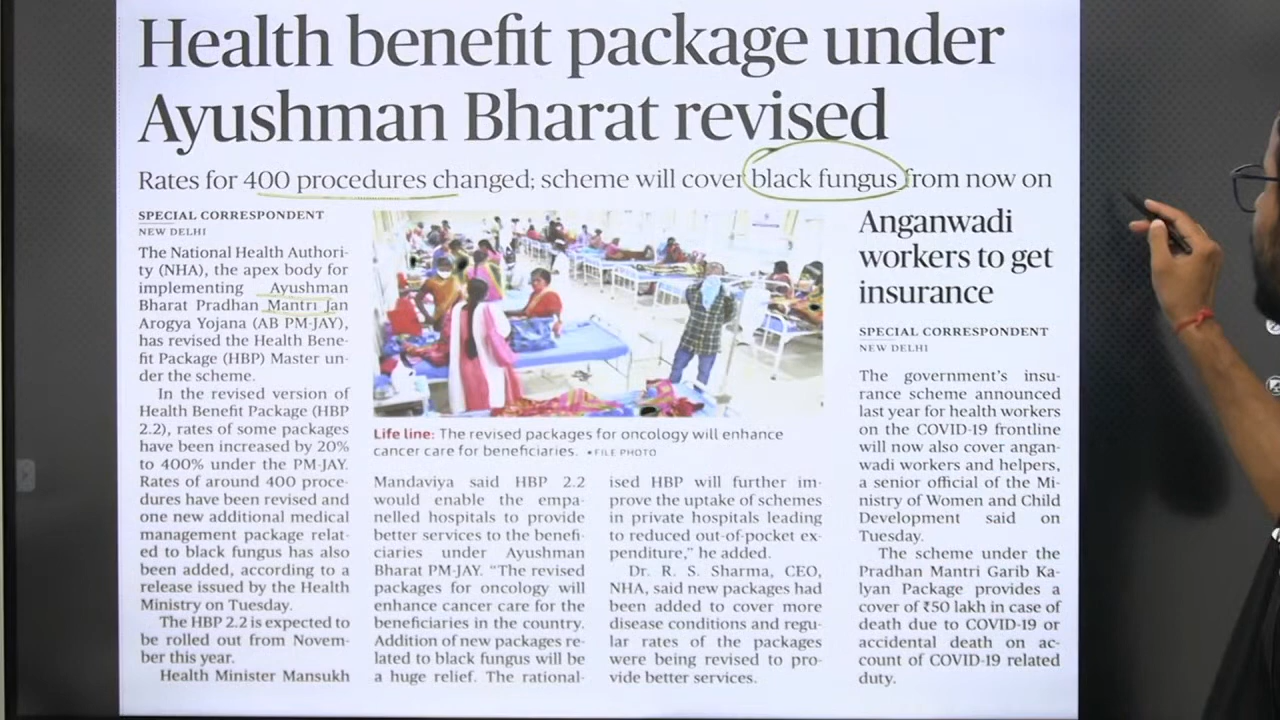 Health benefit package under
Ayushman Bharat revised
Rates for 400 procedures changed; scheme will cover black fungus from now on
SPECIAL CORRESPONDENT
NEW DELHI
The National Health Authori-
ty (NHA), the apex body for
implementing Ayushman
Bharat Pradhan Mantri Jan
Arogya Yojana (AB PM-JAY),
has revised the Health Bene-
fit Package (HBP) Master un-
der the scheme.
In the revised version of
Health Benefit Package (HBP
2.2), rates of some packages
have been increased by 20%
to 400% under the PM-JAY.
Rates of around 400 proce-
dures have been revised and
one new additional medical
management package relat-
ed to black fungus has also
been added, according to a
release issued by the Health
Ministry on Tuesday.
The HBP 2.2 is expected to
be rolled out from Novem-
ber this year.
Health Minister Mansukh
Life line: The revised packages for oncology will enhance
cancer care for beneficiaries. •FILE PHOTO
Mandaviya said HBP 2.2
would enable the empa-
nelled hospitals to provide
better services to the benefi-
ciaries under Ayushman
Bharat PM-JAY. “The revised
packages for oncology will
enhance cancer care for the
beneficiaries in the country.
Addition of new packages re-
lated to black fungus will be
a huge relief. The rational-
ised HBP will further im-
prove the uptake of schemes
in private hospitals leading
to reduced out-of-pocket ex-
penditure,” he added.
Dr. R. S. Sharma, CEO,
NHA, said new packages had
been added to cover more
disease conditions and regu-
lar rates of the packages
were being revised to pro-
vide better services.
Anganwadi
workers to get
insurance
SPECIAL CORRESPONDENT
NEW DELHI
The government’s insu-
rance scheme announced
last year for health workers
on the COVID-19 frontline
will now also cover angan-
wadi workers and helpers,
a senior official of the Mi-
nistry of Women and Child
Development said on
Tuesday.
The scheme under the
Pradhan Mantri Garib Ka-
lyan Package provides a
cover of ₹50 lakh in case of
death due to COVID-19 or
accidental death on ac-
count of COVID-19 related
duty.